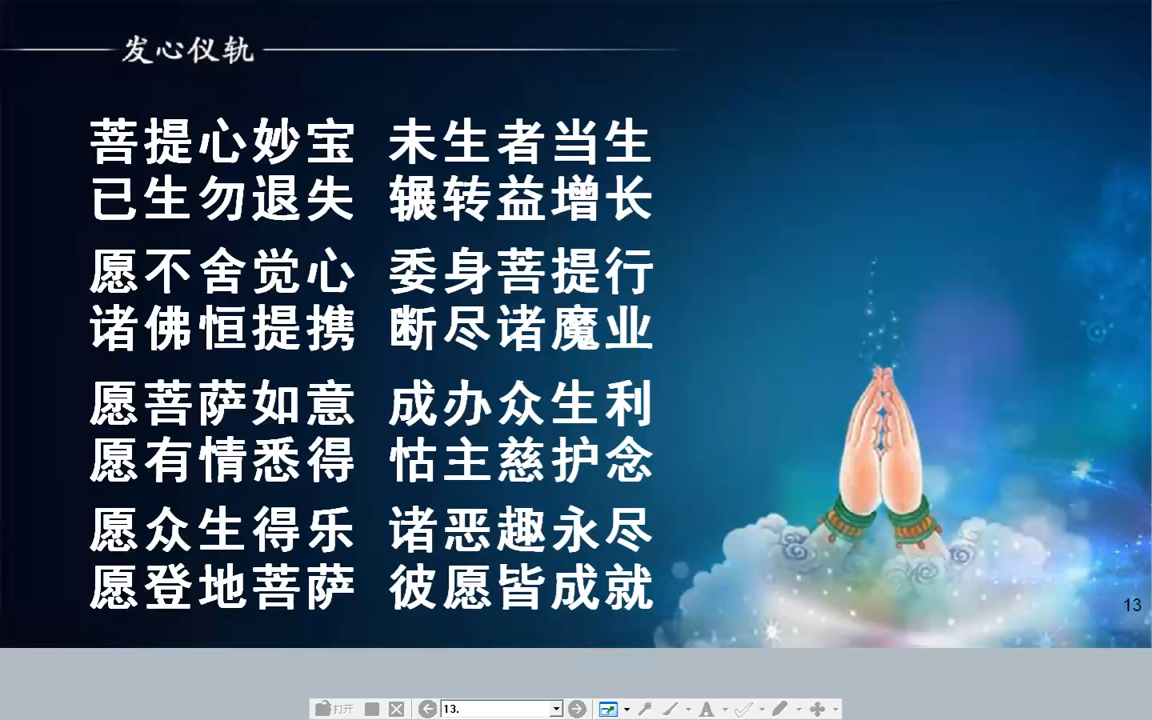 发心仪轨
菩提心妙宝 未生者当生
已生勿退失 辗转益增长
愿不舍觉心 委身菩提行
诸佛恒提携 断尽诸魔业
愿菩萨如意 成办众生利
愿有情悉得 怙主慈护念
愿众生得乐 诸恶趣永尽
愿登地菩萨 彼愿皆成就
13
打开 13. A